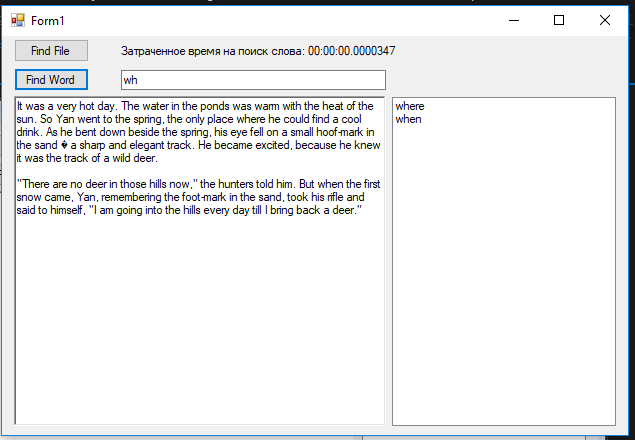 Form1
Find File
Затраченное время на поиск слова: 00:00:00.0000347
Find Word
wh
It was a very hot day. The water in the ponds was warm with the heat of the
sun. So Yan went to the spring, the only place where he could find a cool
drink. As he bent down beside the spring, his eye fell on a small hoof-mark in
the sand � a sharp and elegant track. He became excited, because he knew
it was the track of a wild deer.
"There are no deer in those hills now," the hunters told him. But when the first
snow came, Yan, remembering the foot-mark in the sand, took his rifle and
said to himself, "I am going into the hills every day till I bring back a deer."
where
when